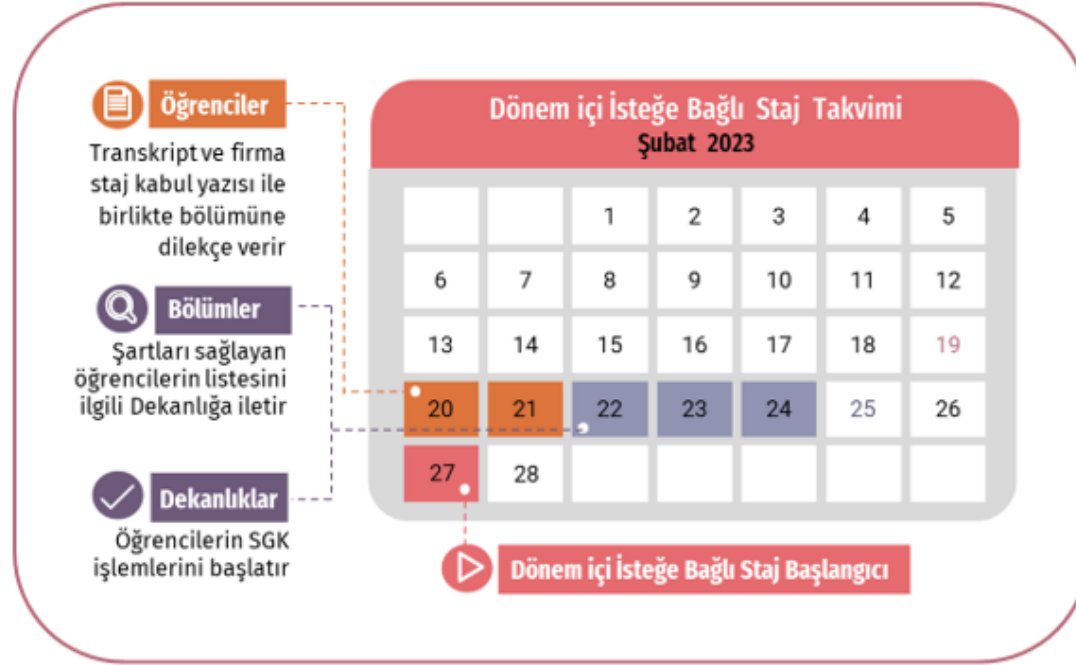 Öğrenciler
Transkript ve firma
staj kabul yazısı ile
birlikte bölümüne
dilekçe verir
Bölümler
Şartları sağlayan
öğrencilerin listesini
ilgili Dekanlığa iletir
Dekanlıklar
Öğrencilerin SGK
işlemlerini başlatır
Dönem içi İsteğe Bağlı Staj Takvimi
Şubat 2023
1 2 3 4 5
6 7 8 9 10 11 12
13 14 15 16 17 18 19
20 21 22 23 24 25 26
27 28
Dönem içi İsteğe Bağlı Staj Başlangıcı